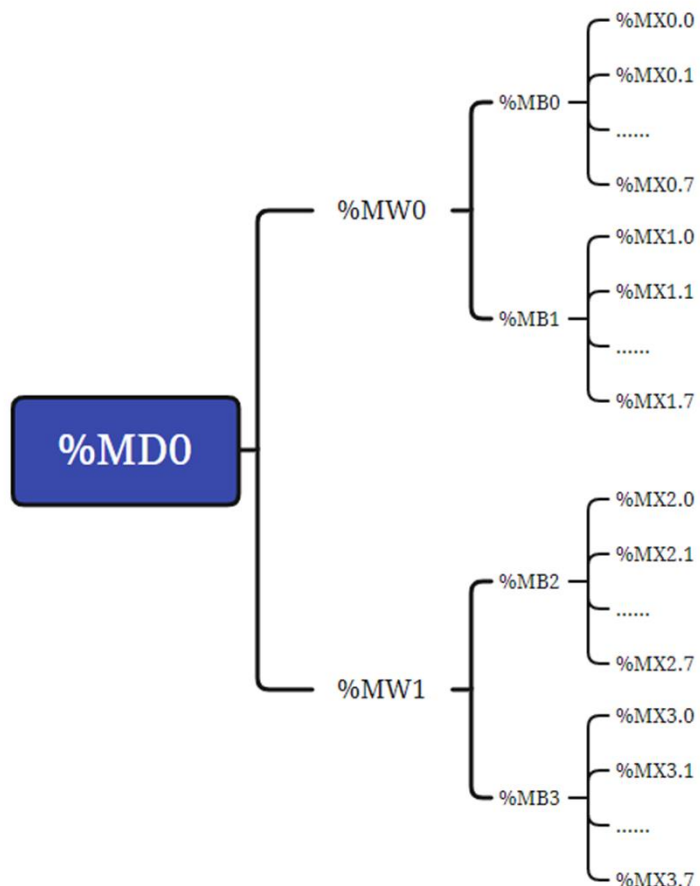 %MD0
%MW0
%MB0
%MX0.0
%MX0.1
......
%MX0.7
%MB1
%MX1.0
%MX1.1
......
%MX1.7
%MW1
%MB2
%MX2.0
%MX2.1
......
%MX2.7
%MB3
%MX3.0
%MX3.1
......
%MX3.7